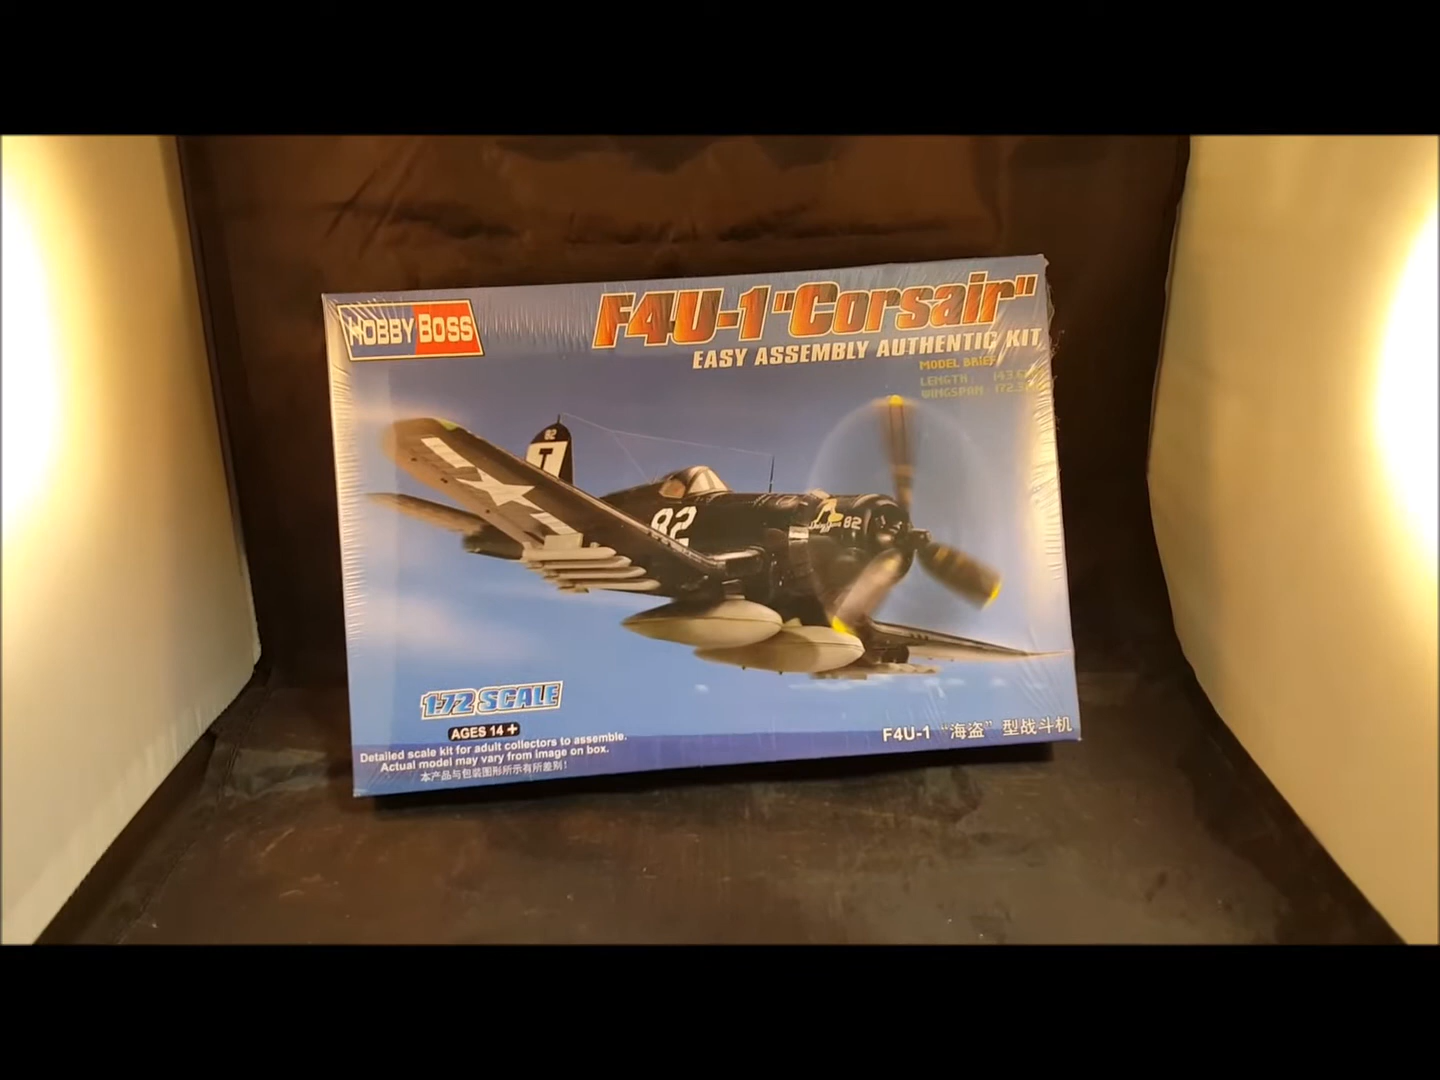 HOBBY BOSS
F4U-1 "Corsair"
EASY ASSEMBLY AUTHENTIC KIT
MODEL BRIEF
LENGTH
WINGSPAN
82
T
82
82
1:72 SCALE
AGES 14+
Detailed scale kit for adult collectors to assemble.
Actual model may vary from image on box.
本产品与包装图形所示有所差别!
F4U-1 “海盗” 型战斗机